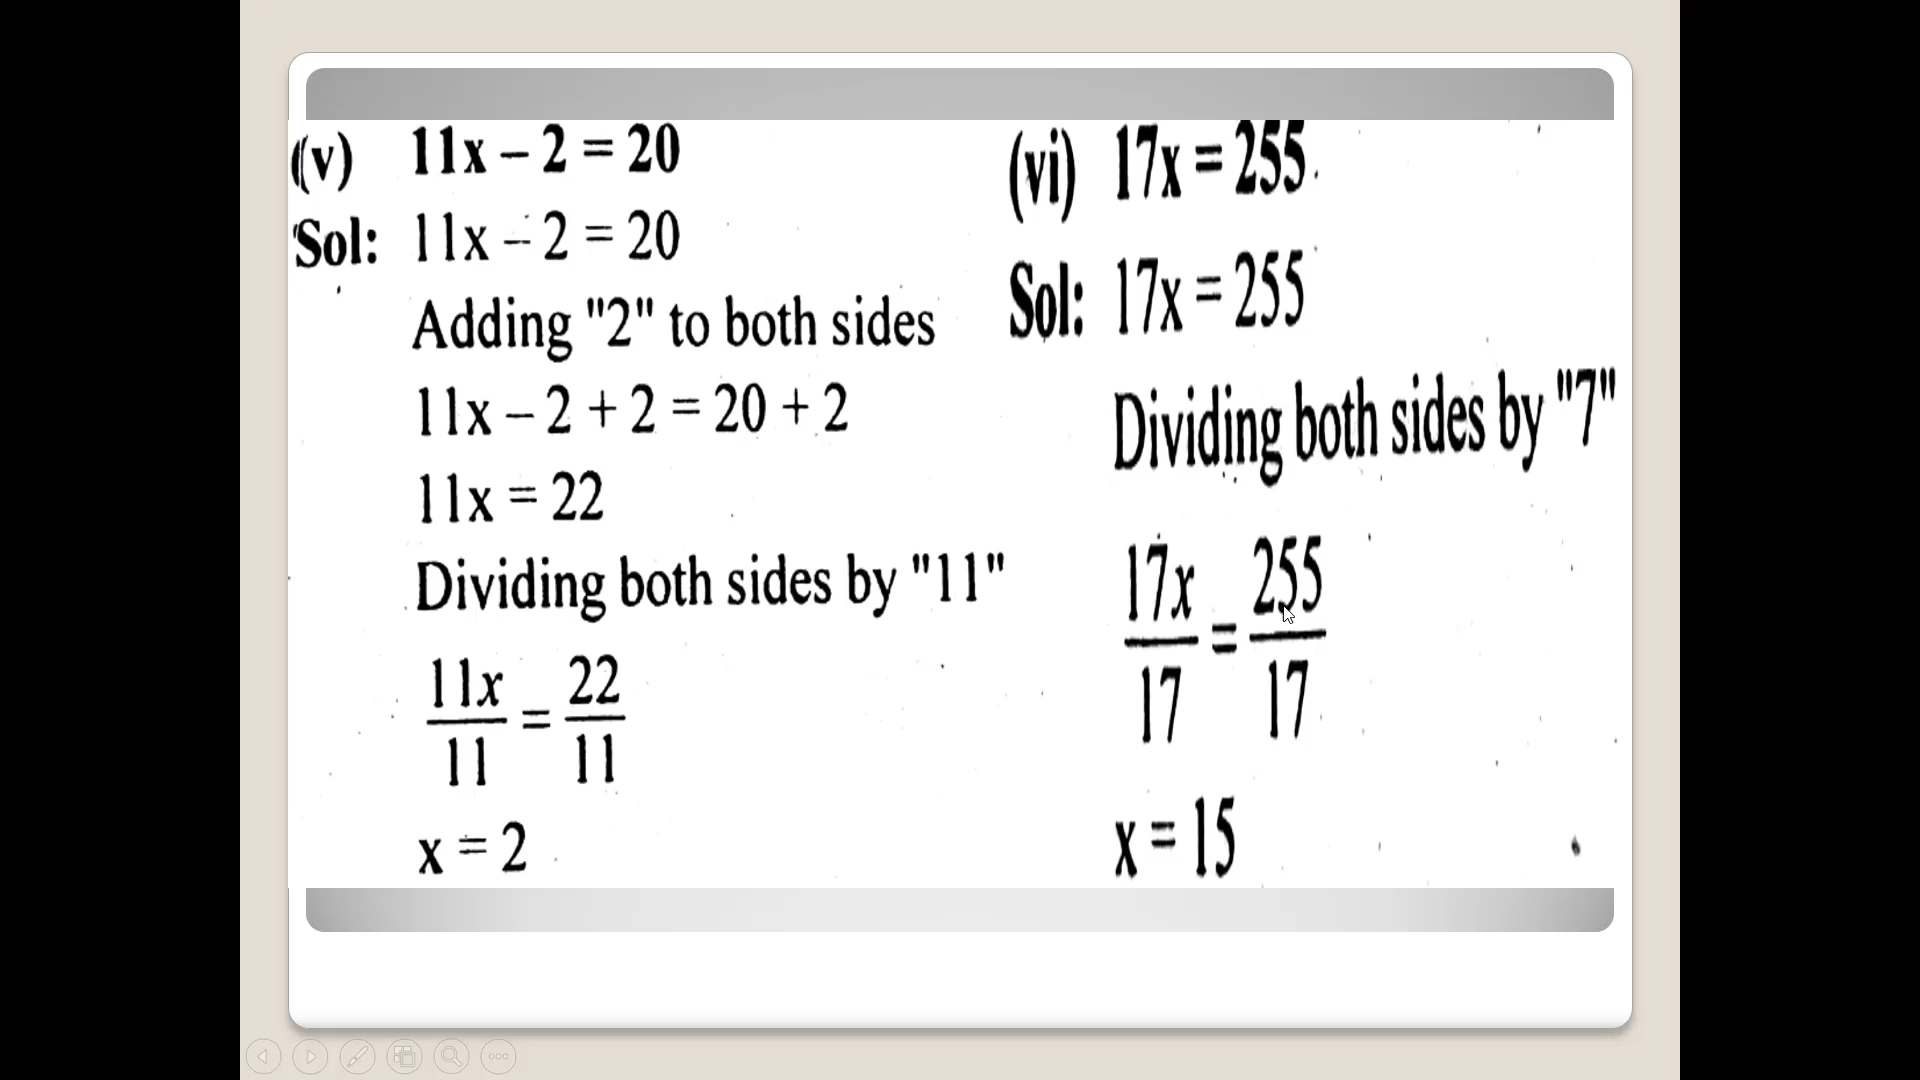 (v) 11x – 2 = 20
Sol: 11x – 2 = 20
Adding "2" to both sides
11x – 2 + 2 = 20 + 2
11x = 22
Dividing both sides by "11"
11x/11 = 22/11
x = 2
(vi) 17x = 255.
Sol: 17x = 255
Dividing both sides by "7"
17x/17 = 255/17
x = 15